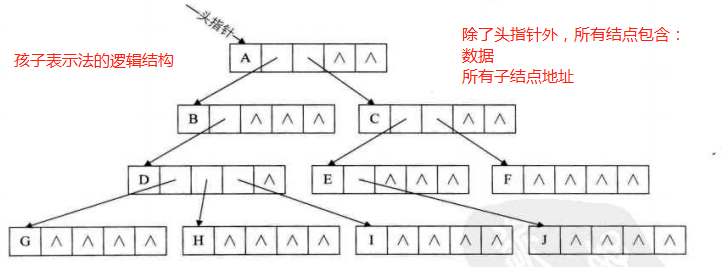 头指针
除了头指针外，所有结点包含：
数据
所有子结点地址
孩子表示法的逻辑结构
A ∧ ∧
B ∧ ∧ ∧
C ∧ ∧
D ∧
E ∧ ∧ ∧
F ∧ ∧ ∧ ∧
G ∧ ∧ ∧ ∧
H ∧ ∧ ∧ ∧
I ∧ ∧ ∧ ∧
J ∧ ∧ ∧ ∧